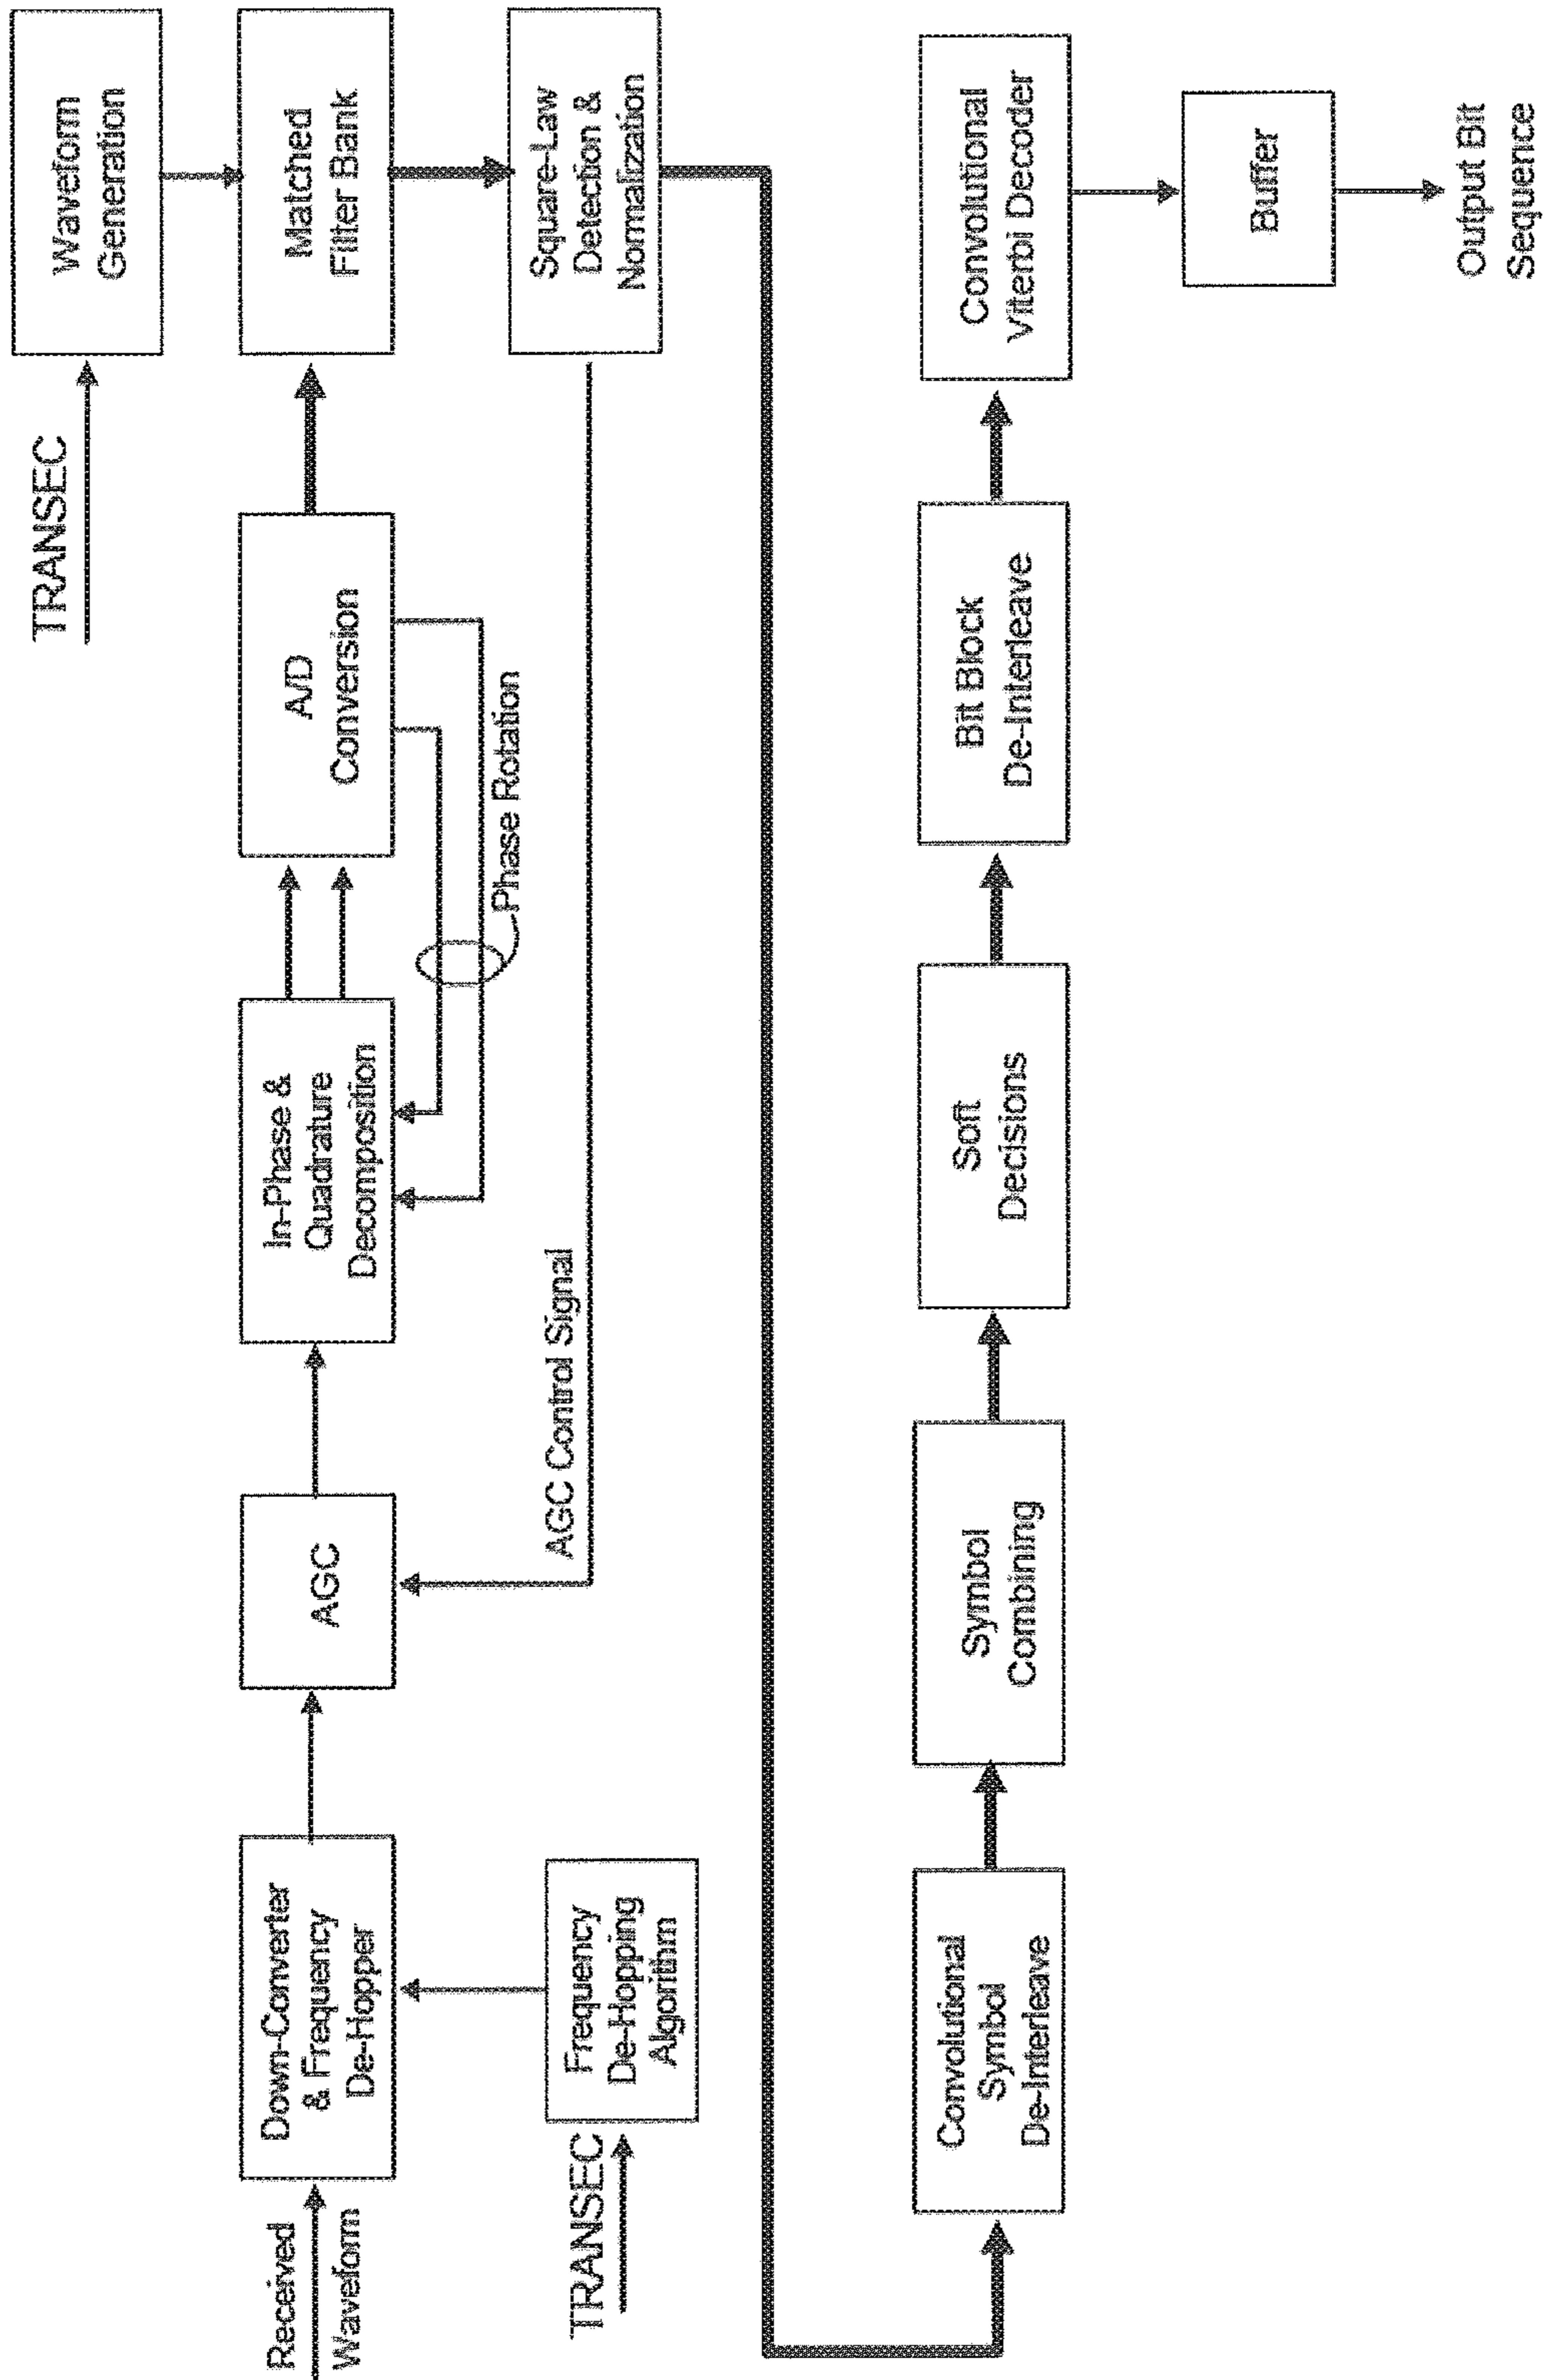 TRANSEC
Waveform
Generation
Received
Waveform
Down-Converter
& Frequency
De-Hopper
AGC
In-Phase &
Quadrature
Decomposition
A/D
Conversion
Matched
Filter Bank
Phase Rotation
AGC Control Signal
Square-Law
Detection &
Normalization
TRANSEC
Frequency
De-Hopping
Algorithm
Convolutional
Symbol
De-Interleave
Symbol
Combining
Soft
Decisions
Bit Block
De-Interleave
Convolutional
Viterbi Decoder
Buffer
Output Bit
Sequence